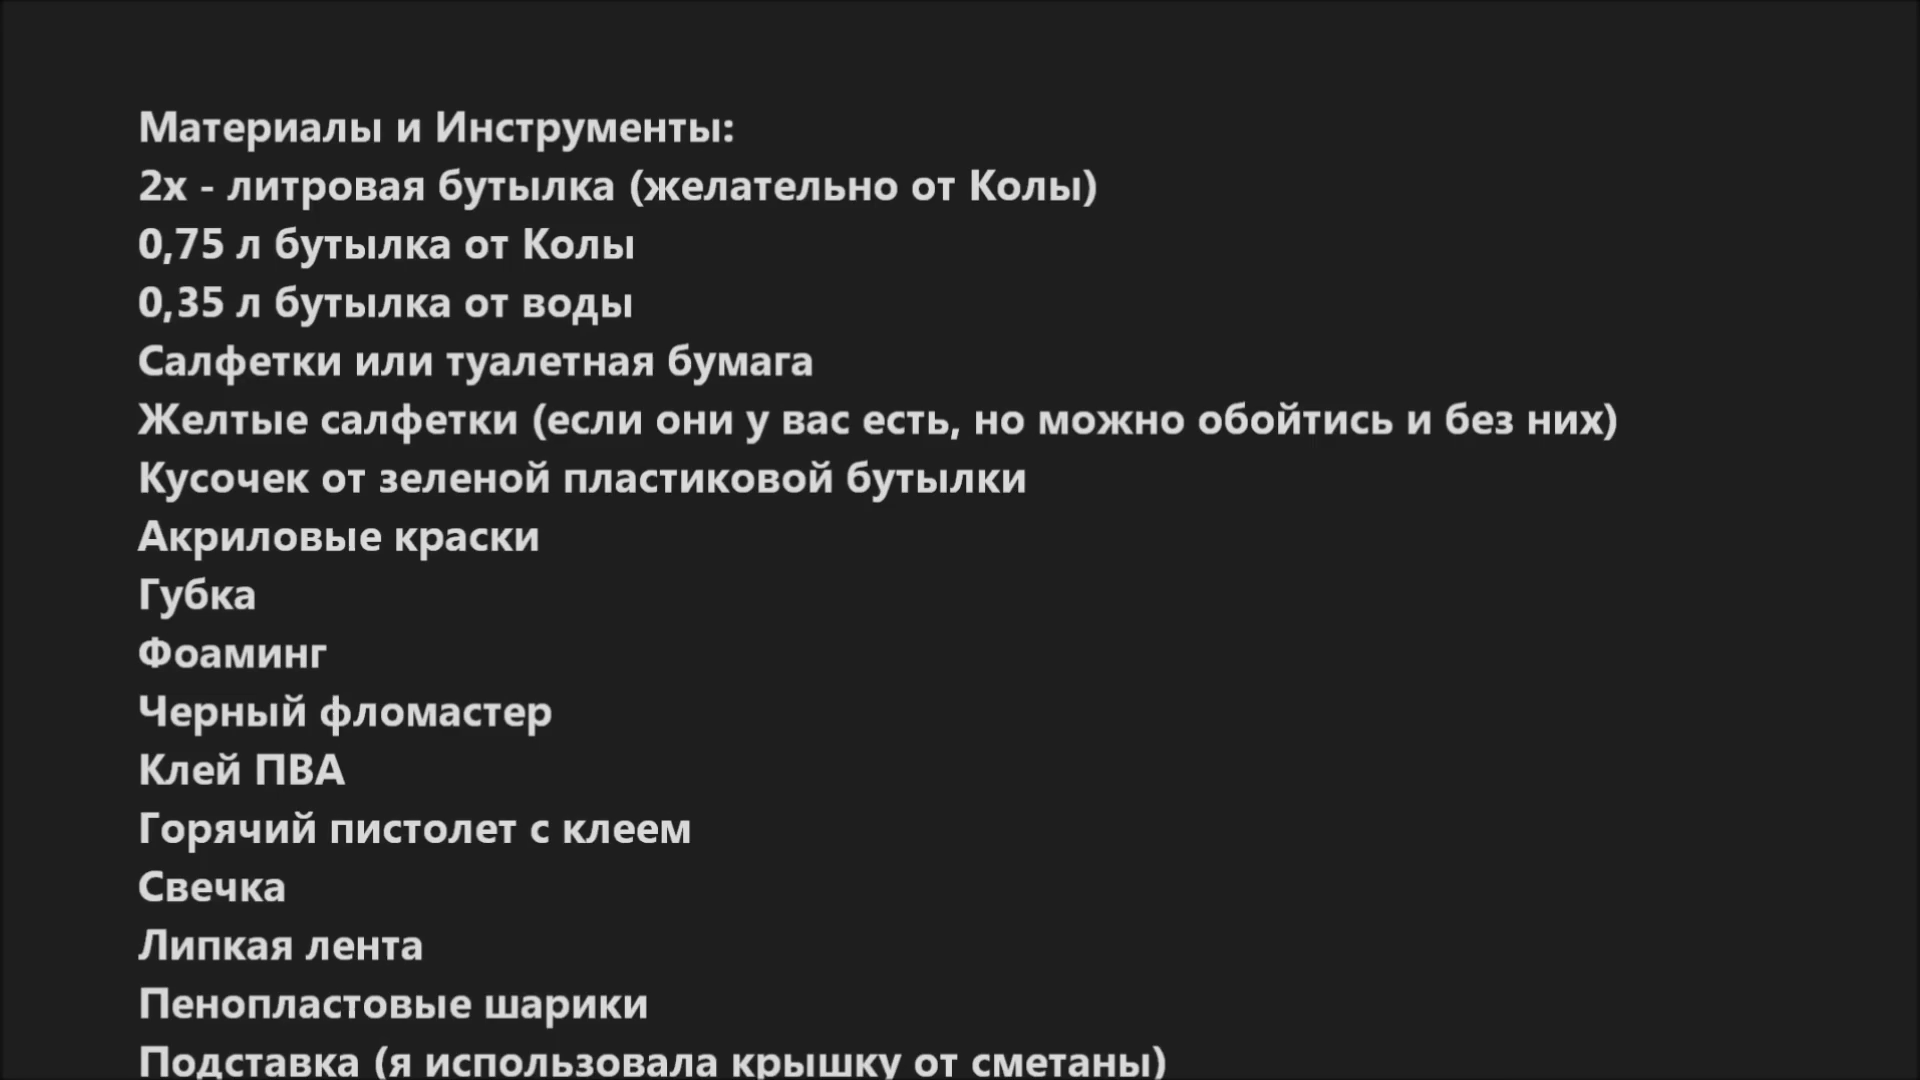 Материалы и Инструменты:
2х - литровая бутылка (желательно от Колы)
0,75 л бутылка от Колы
0,35 л бутылка от воды
Салфетки или туалетная бумага
Желтые салфетки (если они у вас есть, но можно обойтись и без них)
Кусочек от зеленой пластиковой бутылки
Акриловые краски
Губка
Фоаминг
Черный фломастер
Клей ПВА
Горячий пистолет с клеем
Свечка
Липкая лента
Пенопластовые шарики
Подставка (я использовала крышку от сметаны)